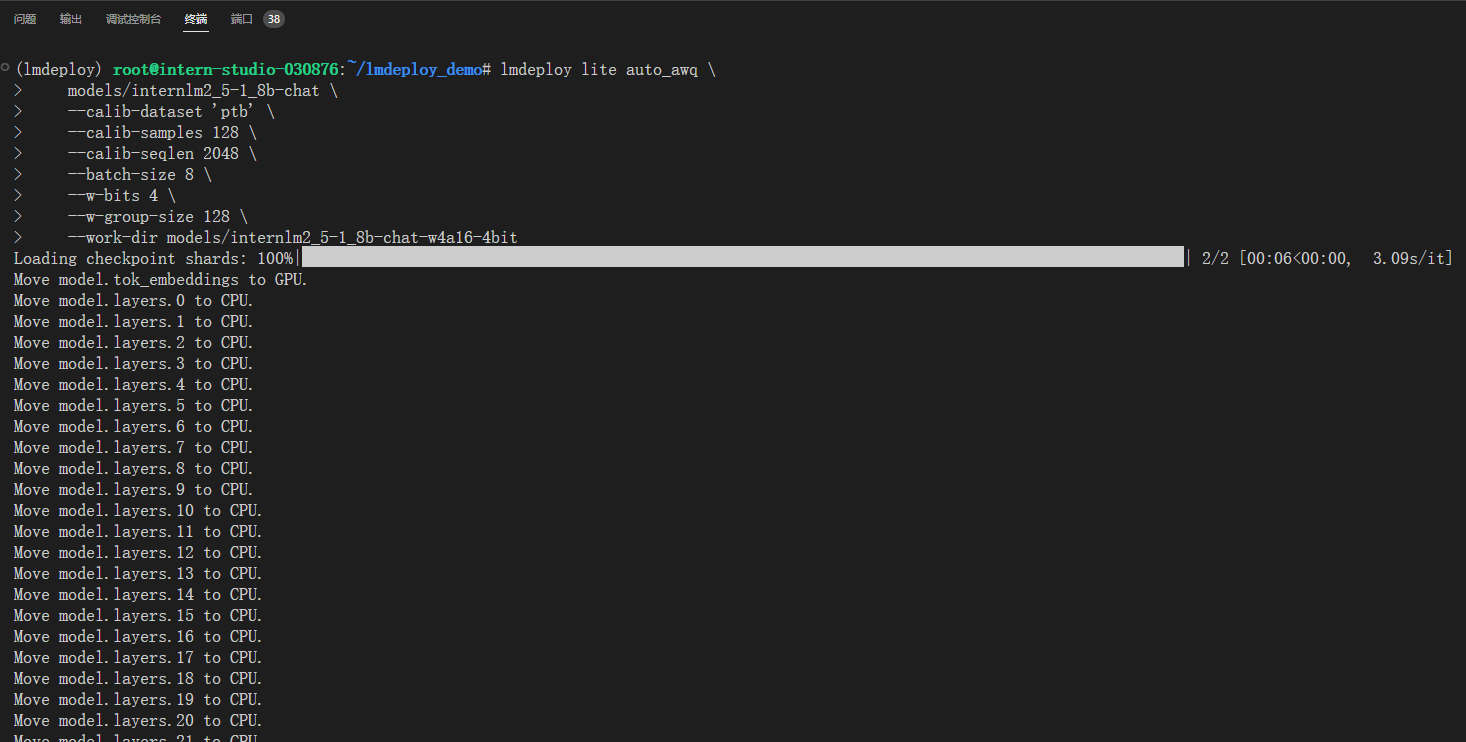 问题 输出 调试控制台 终端 端口 38
(lmdeploy) root@intern-studio-030876:~/lmdeploy_demo# lmdeploy lite auto_awq \
>     models/internlm2_5-1_8b-chat \
>     --calib-dataset 'ptb' \
>     --calib-samples 128 \
>     --calib-seqlen 2048 \
>     --batch-size 8 \
>     --w-bits 4 \
>     --w-group-size 128 \
>     --work-dir models/internlm2_5-1_8b-chat-w4a16-4bit
Loading checkpoint shards: 100%| | 2/2 [00:06<00:00,  3.09s/it]
Move model.tok_embeddings to GPU.
Move model.layers.0 to CPU.
Move model.layers.1 to CPU.
Move model.layers.2 to CPU.
Move model.layers.3 to CPU.
Move model.layers.4 to CPU.
Move model.layers.5 to CPU.
Move model.layers.6 to CPU.
Move model.layers.7 to CPU.
Move model.layers.8 to CPU.
Move model.layers.9 to CPU.
Move model.layers.10 to CPU.
Move model.layers.11 to CPU.
Move model.layers.12 to CPU.
Move model.layers.13 to CPU.
Move model.layers.14 to CPU.
Move model.layers.15 to CPU.
Move model.layers.16 to CPU.
Move model.layers.17 to CPU.
Move model.layers.18 to CPU.
Move model.layers.19 to CPU.
Move model.layers.20 to CPU.
Move model.layers.21 to CPU.